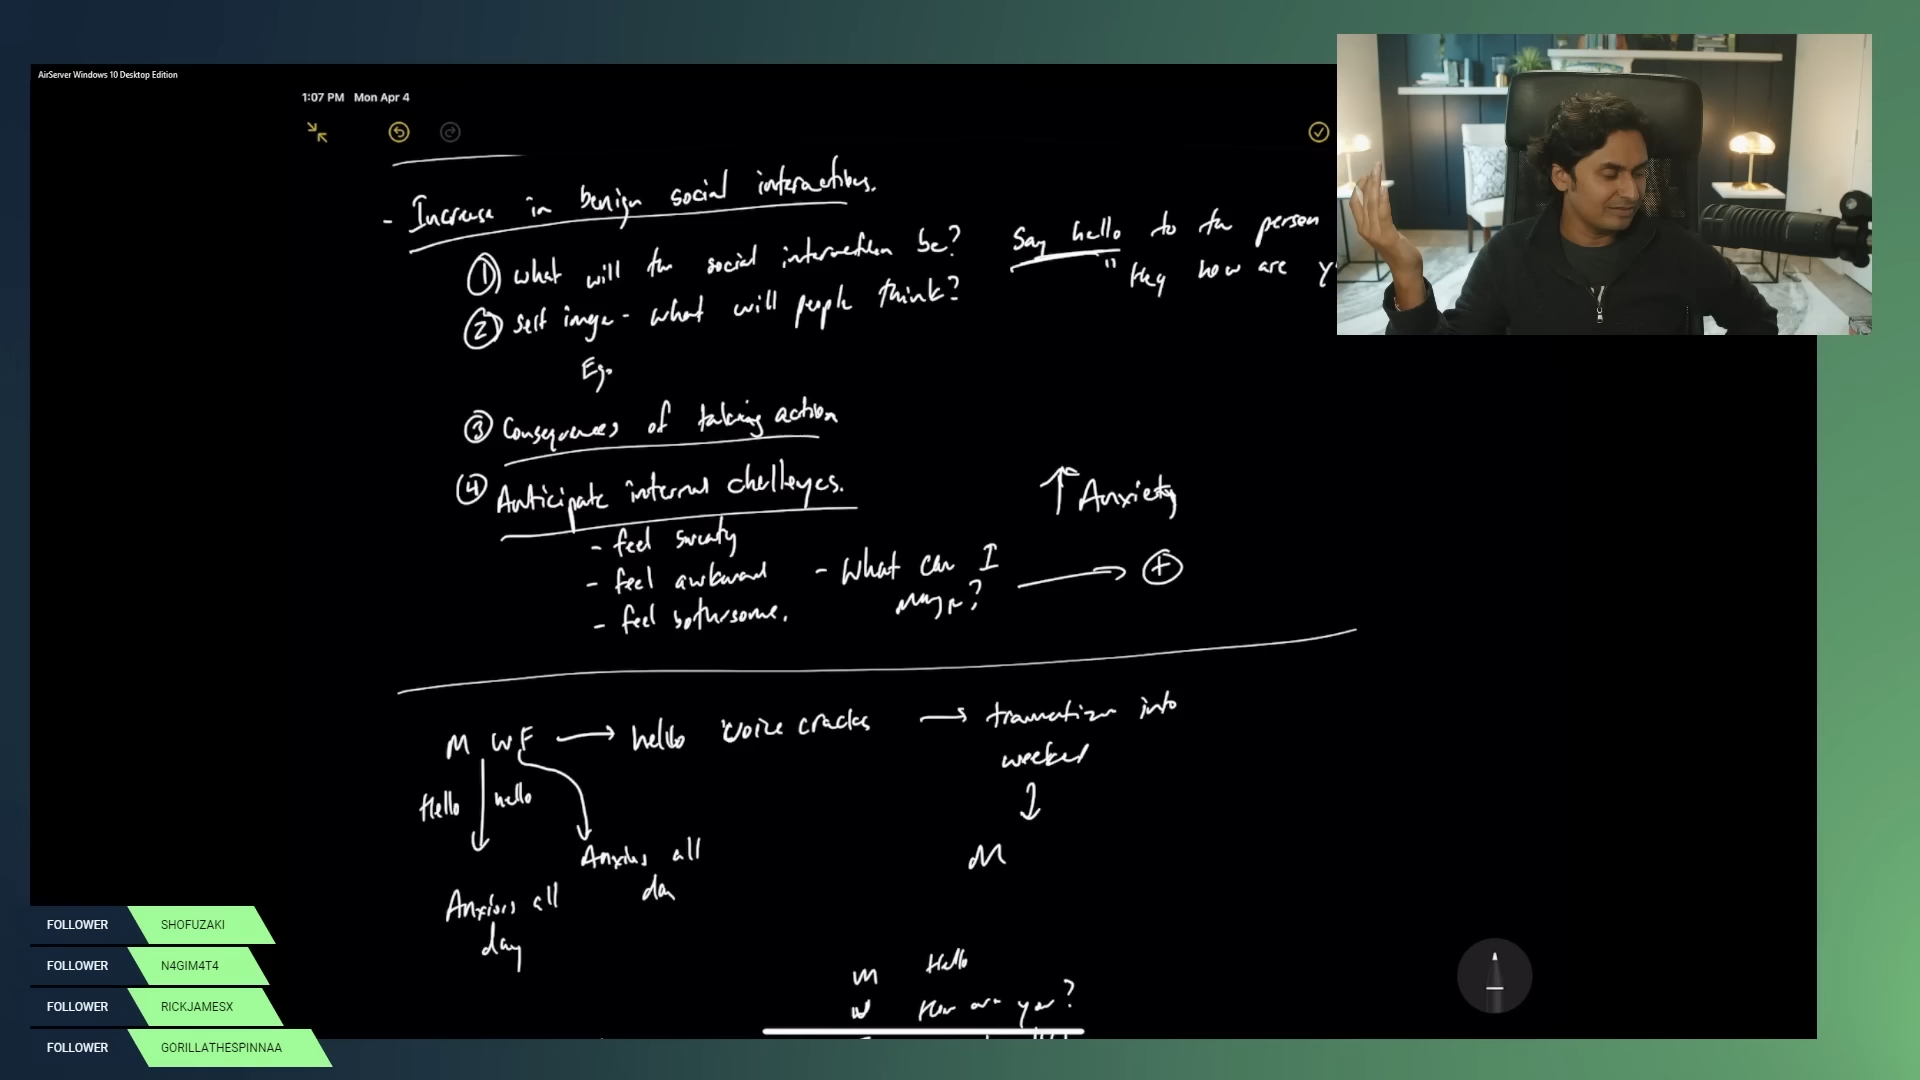 AirServer Windows 10 Desktop Edition
1:07 PM Mon Apr 4
- Increase in benign social interactions.
① what will the social interaction be?
Say hello to the person
"Hey how are y
② Self image - what will people think?
Eg.
③ Consequences of taking action
④ Anticipate internal challenges.
- feel sweaty
- feel awkward
- feel bothersome.
- What can I
↑ Anxiety
→ +
M W F → hello voice cracks → into
Hello hello
Anxious all
day
Anxious all
day
M
M Hello
W How are you?
FOLLOWER SHOFUZAKI
FOLLOWER N4GIM4T4
FOLLOWER RICKJAMESX
FOLLOWER GORILLATHESPINNAA